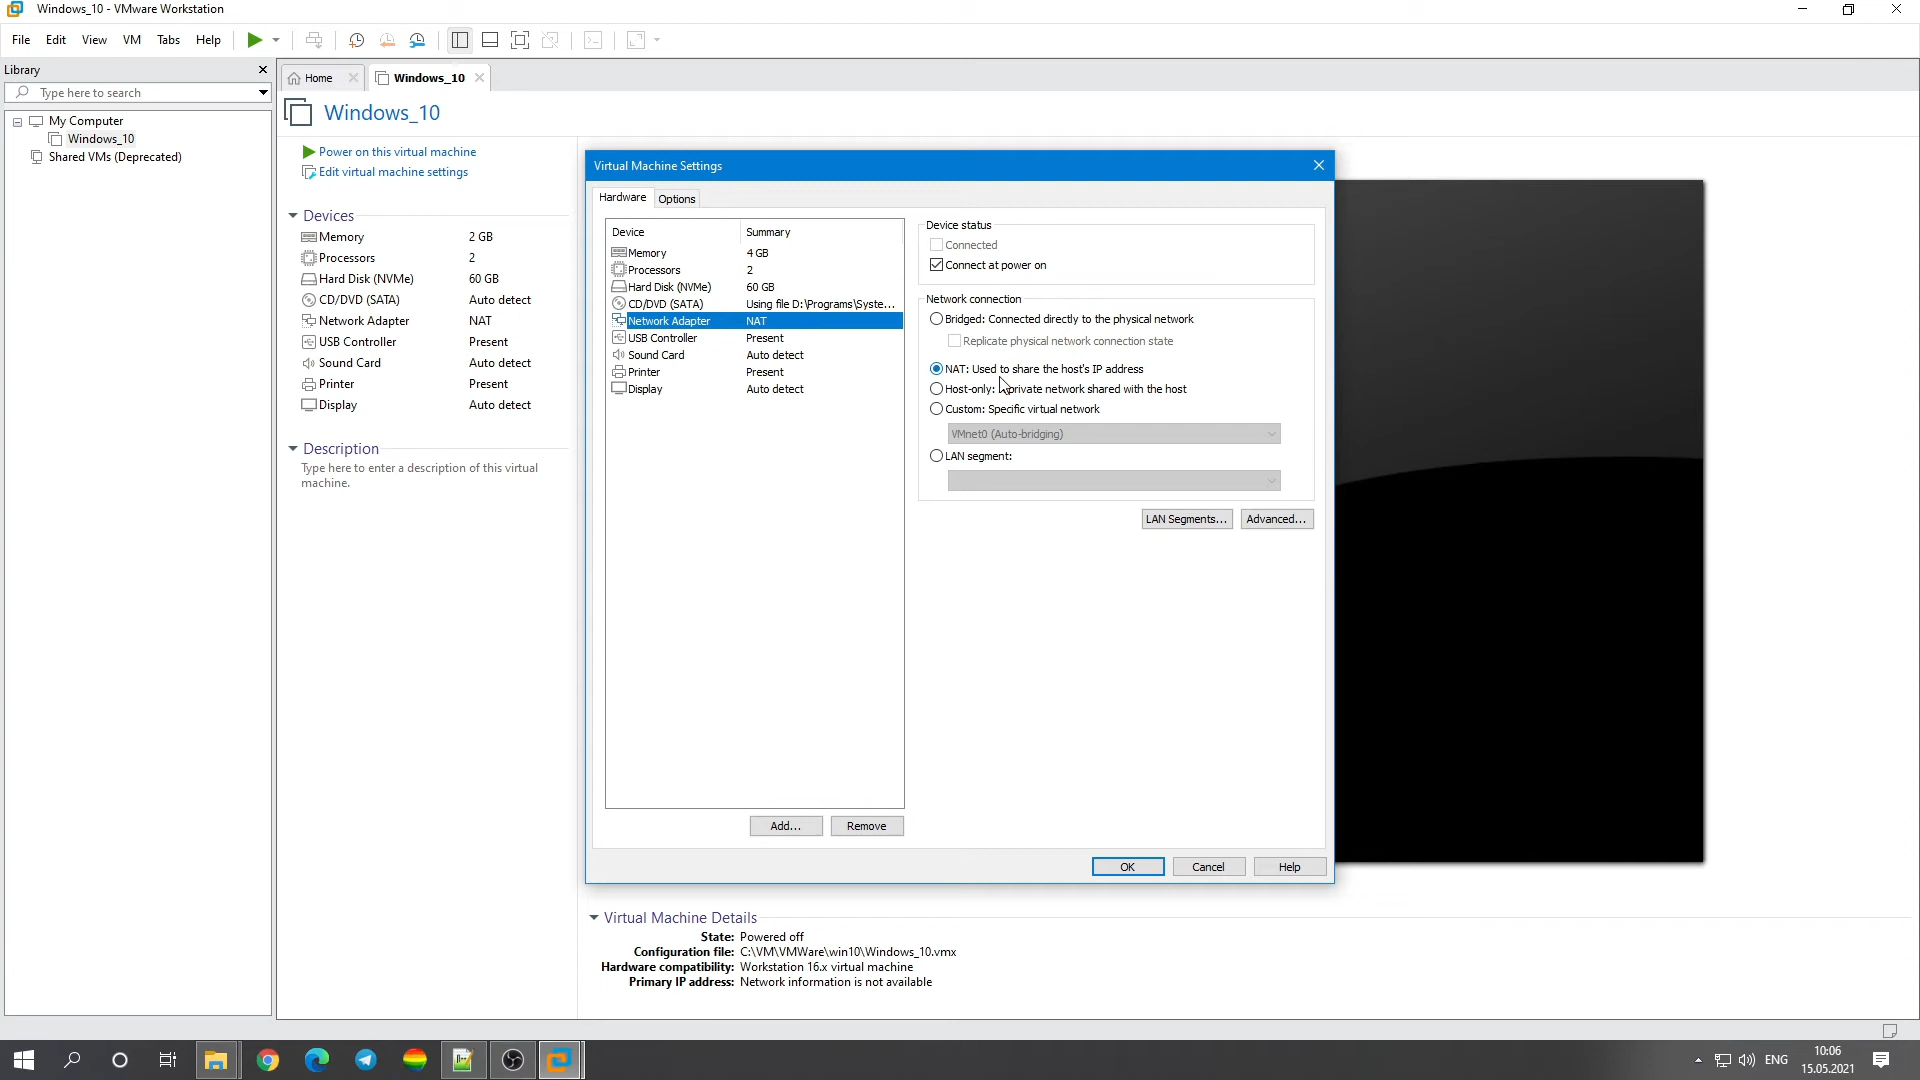 Windows_10 - VMware Workstation
File Edit View VM Tabs Help
Library
Type here to search
My Computer
Windows_10
Shared VMs (Deprecated)
Home
Windows_10
Windows_10
Power on this virtual machine
Edit virtual machine settings
Devices
Memory 2 GB
Processors 2
Hard Disk (NVMe) 60 GB
CD/DVD (SATA) Auto detect
Network Adapter NAT
USB Controller Present
Sound Card Auto detect
Printer Present
Display Auto detect
Description
Type here to enter a description of this virtual
machine.
Virtual Machine Settings
Hardware Options
Device Summary
Memory 4 GB
Processors 2
Hard Disk (NVMe) 60 GB
CD/DVD (SATA) Using file D:\Programs\Syste...
Network Adapter NAT
USB Controller Present
Sound Card Auto detect
Printer Present
Display Auto detect
Add... Remove
Device status
Connected
Connect at power on
Network connection
Bridged: Connected directly to the physical network
Replicate physical network connection state
NAT: Used to share the host's IP address
Host-only: private network shared with the host
Custom: Specific virtual network
VMnet0 (Auto-bridging)
LAN segment:
LAN Segments... Advanced...
OK Cancel Help
Virtual Machine Details
State: Powered off
Configuration file: C:\VM\VMWare\win10\Windows_10.vmx
Hardware compatibility: Workstation 16.x virtual machine
Primary IP address: Network information is not available
ENG
10:06
15.05.2021